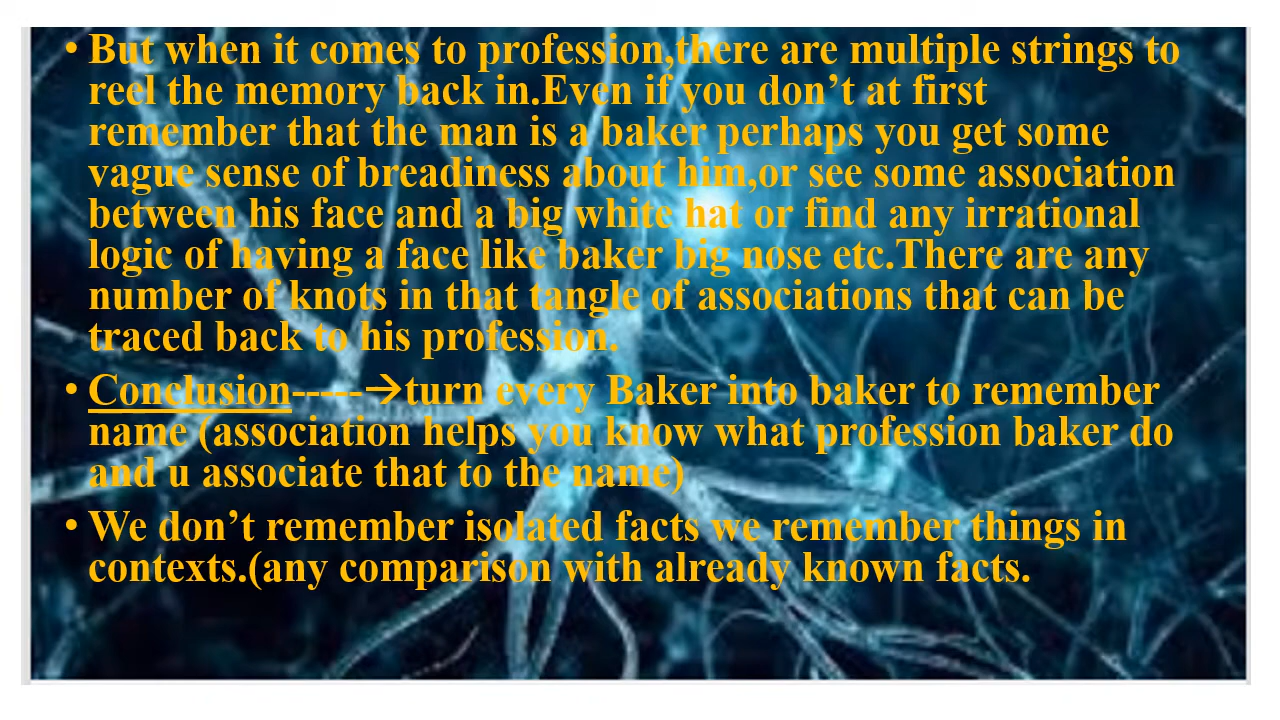 • But when it comes to profession,there are multiple strings to
reel the memory back in.Even if you don’t at first
remember that the man is a baker perhaps you get some
vague sense of breadiness about him,or see some association
between his face and a big white hat or find any irrational
logic of having a face like baker big nose etc.There are any
number of knots in that tangle of associations that can be
traced back to his profession.
• Conclusion-----→turn every Baker into baker to remember
name (association helps you know what profession baker do
and u associate that to the name)
• We don’t remember isolated facts we remember things in
contexts.(any comparison with already known facts.